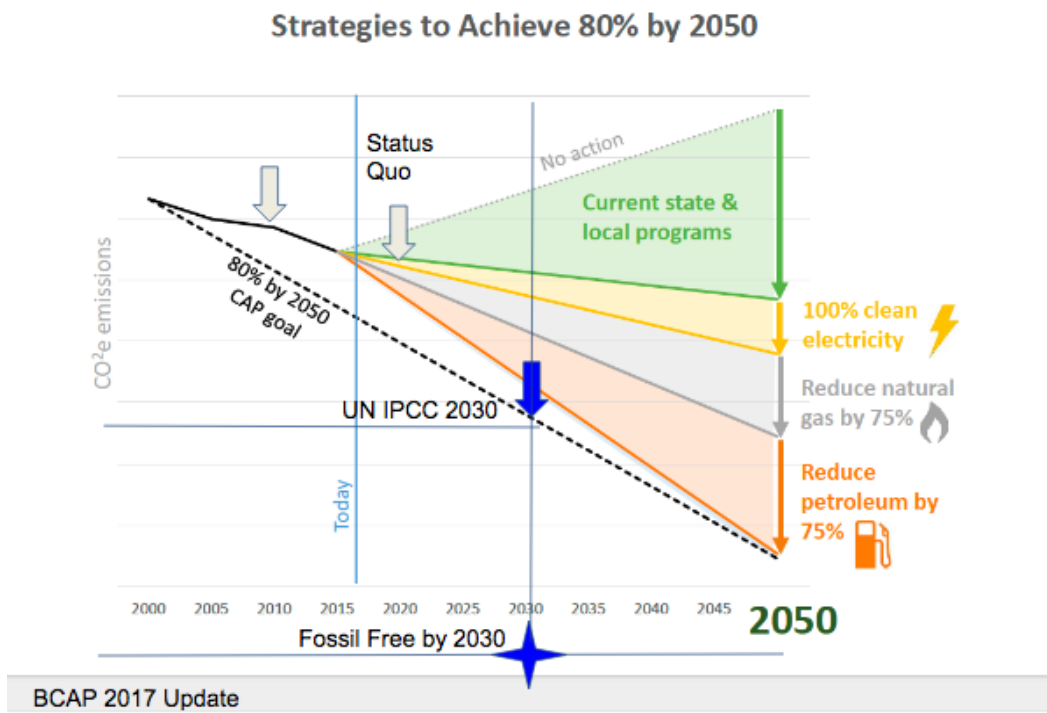 Strategies to Achieve 80% by 2050
Status
Quo
No action
Current state &
local programs
80% by 2050
CAP goal
CO²e emissions
100% clean
electricity
Reduce natural
gas by 75%
UN IPCC 2030
Reduce
petroleum by
75%
Today
2000 2005 2010 2015 2020 2025 2030 2035 2040 2045 2050
Fossil Free by 2030
BCAP 2017 Update